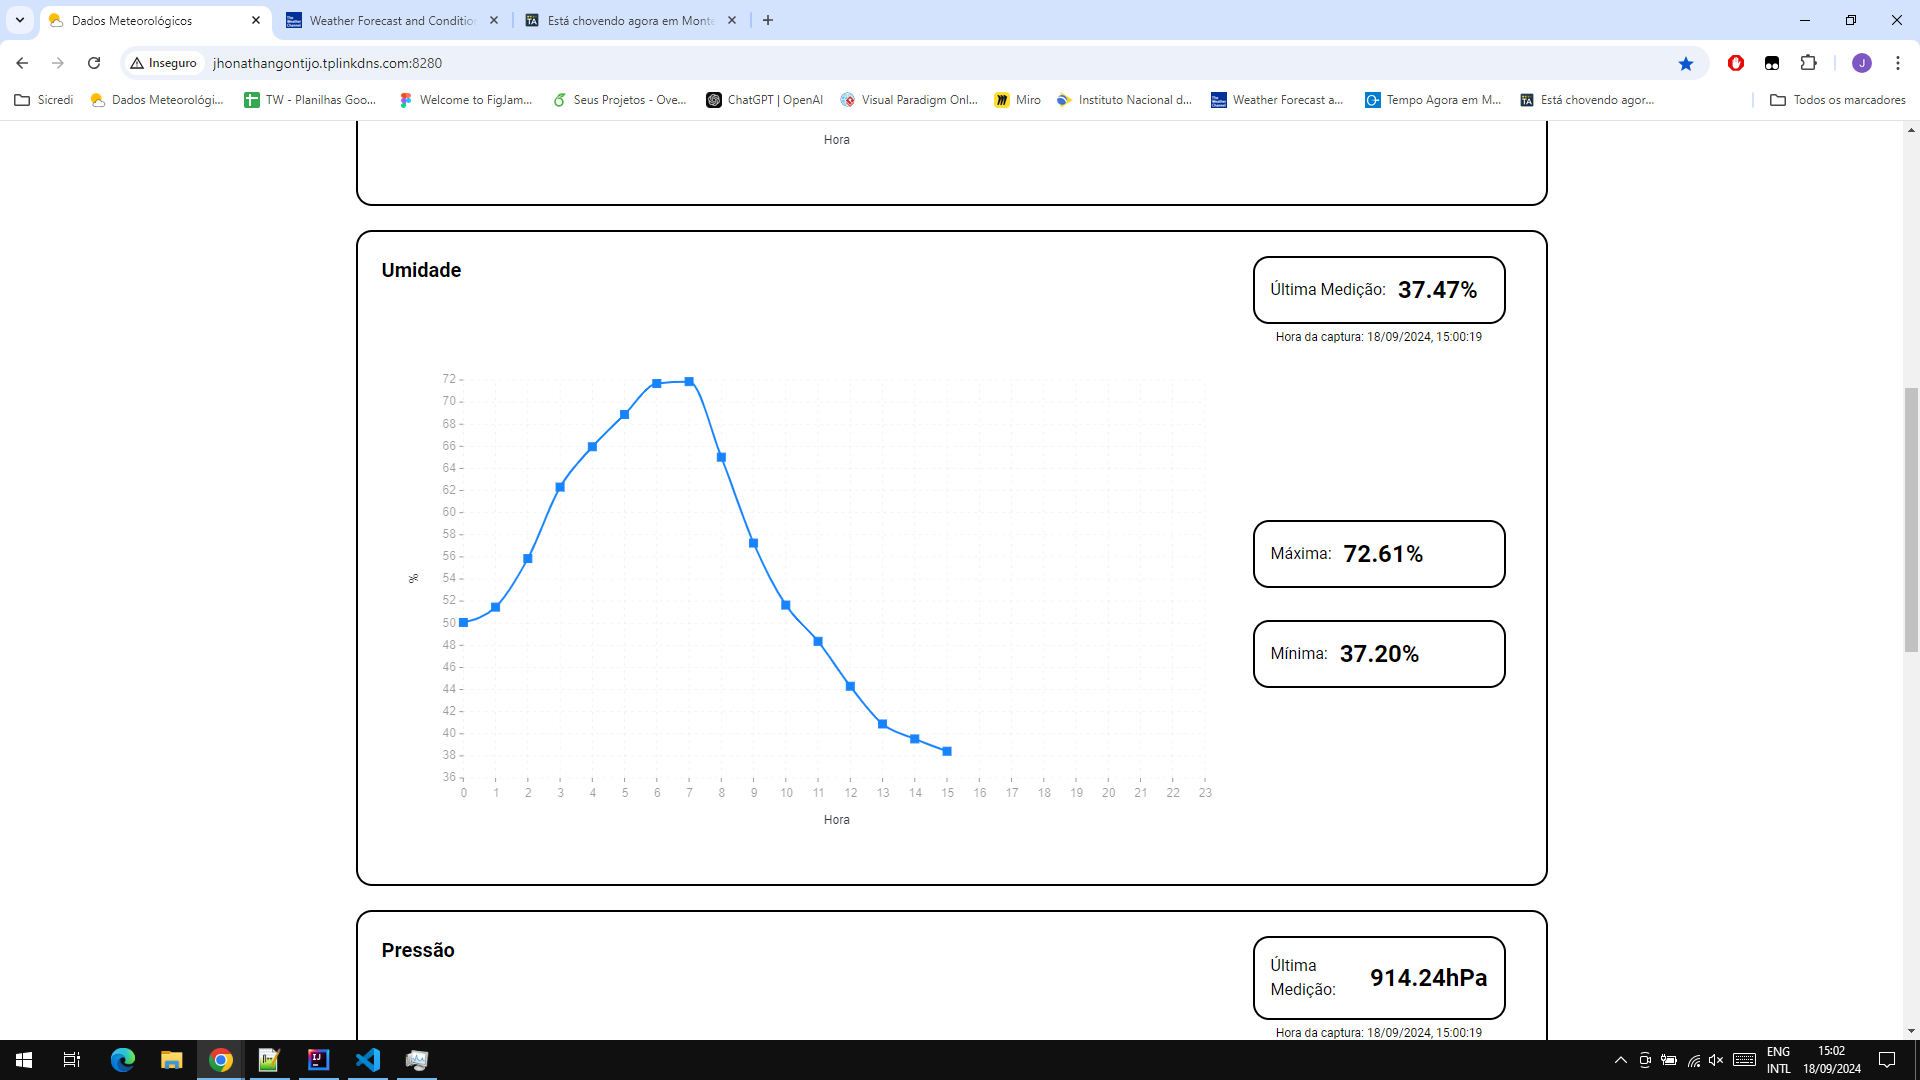 Dados Meteorológicos
Weather Forecast and Conditio
Está chovendo agora em Monte
Inseguro
jhonathangontijo.tplinkdns.com:8280
J
Sicredi
Dados Meteorológi...
TW - Planilhas Goo...
Welcome to FigJam...
Seus Projetos - Ove...
ChatGPT | OpenAI
Visual Paradigm Onl...
Miro
Instituto Nacional d...
Weather Forecast a...
Tempo Agora em M...
Está chovendo agor...
Todos os marcadores
Hora
Umidade
Última Medição: 37.47%
Hora da captura: 18/09/2024, 15:00:19
72
70
68
66
64
62
60
58
56
54
52
50
48
46
44
42
40
38
36
%
0 1 2 3 4 5 6 7 8 9 10 11 12 13 14 15 16 17 18 19 20 21 22 23
Hora
Máxima: 72.61%
Mínima: 37.20%
Pressão
Última
Medição:
914.24hPa
Hora da captura: 18/09/2024, 15:00:19
ENG
INTL
15:02
18/09/2024